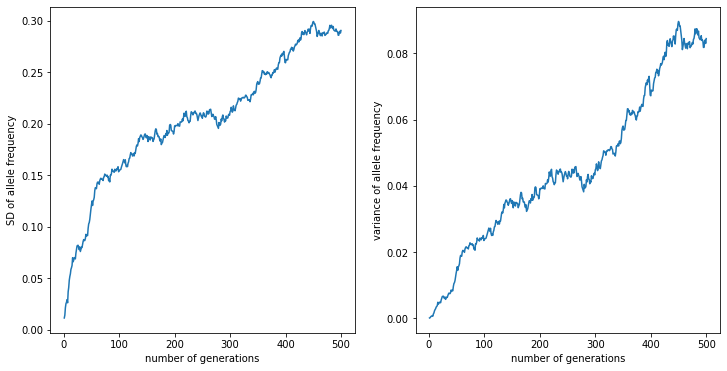 SD of allele frequency
0.30
0.25
0.20
0.15
0.10
0.05
0.00
0 100 200 300 400 500
number of generations
variance of allele frequency
0.08
0.06
0.04
0.02
0.00
0 100 200 300 400 500
number of generations